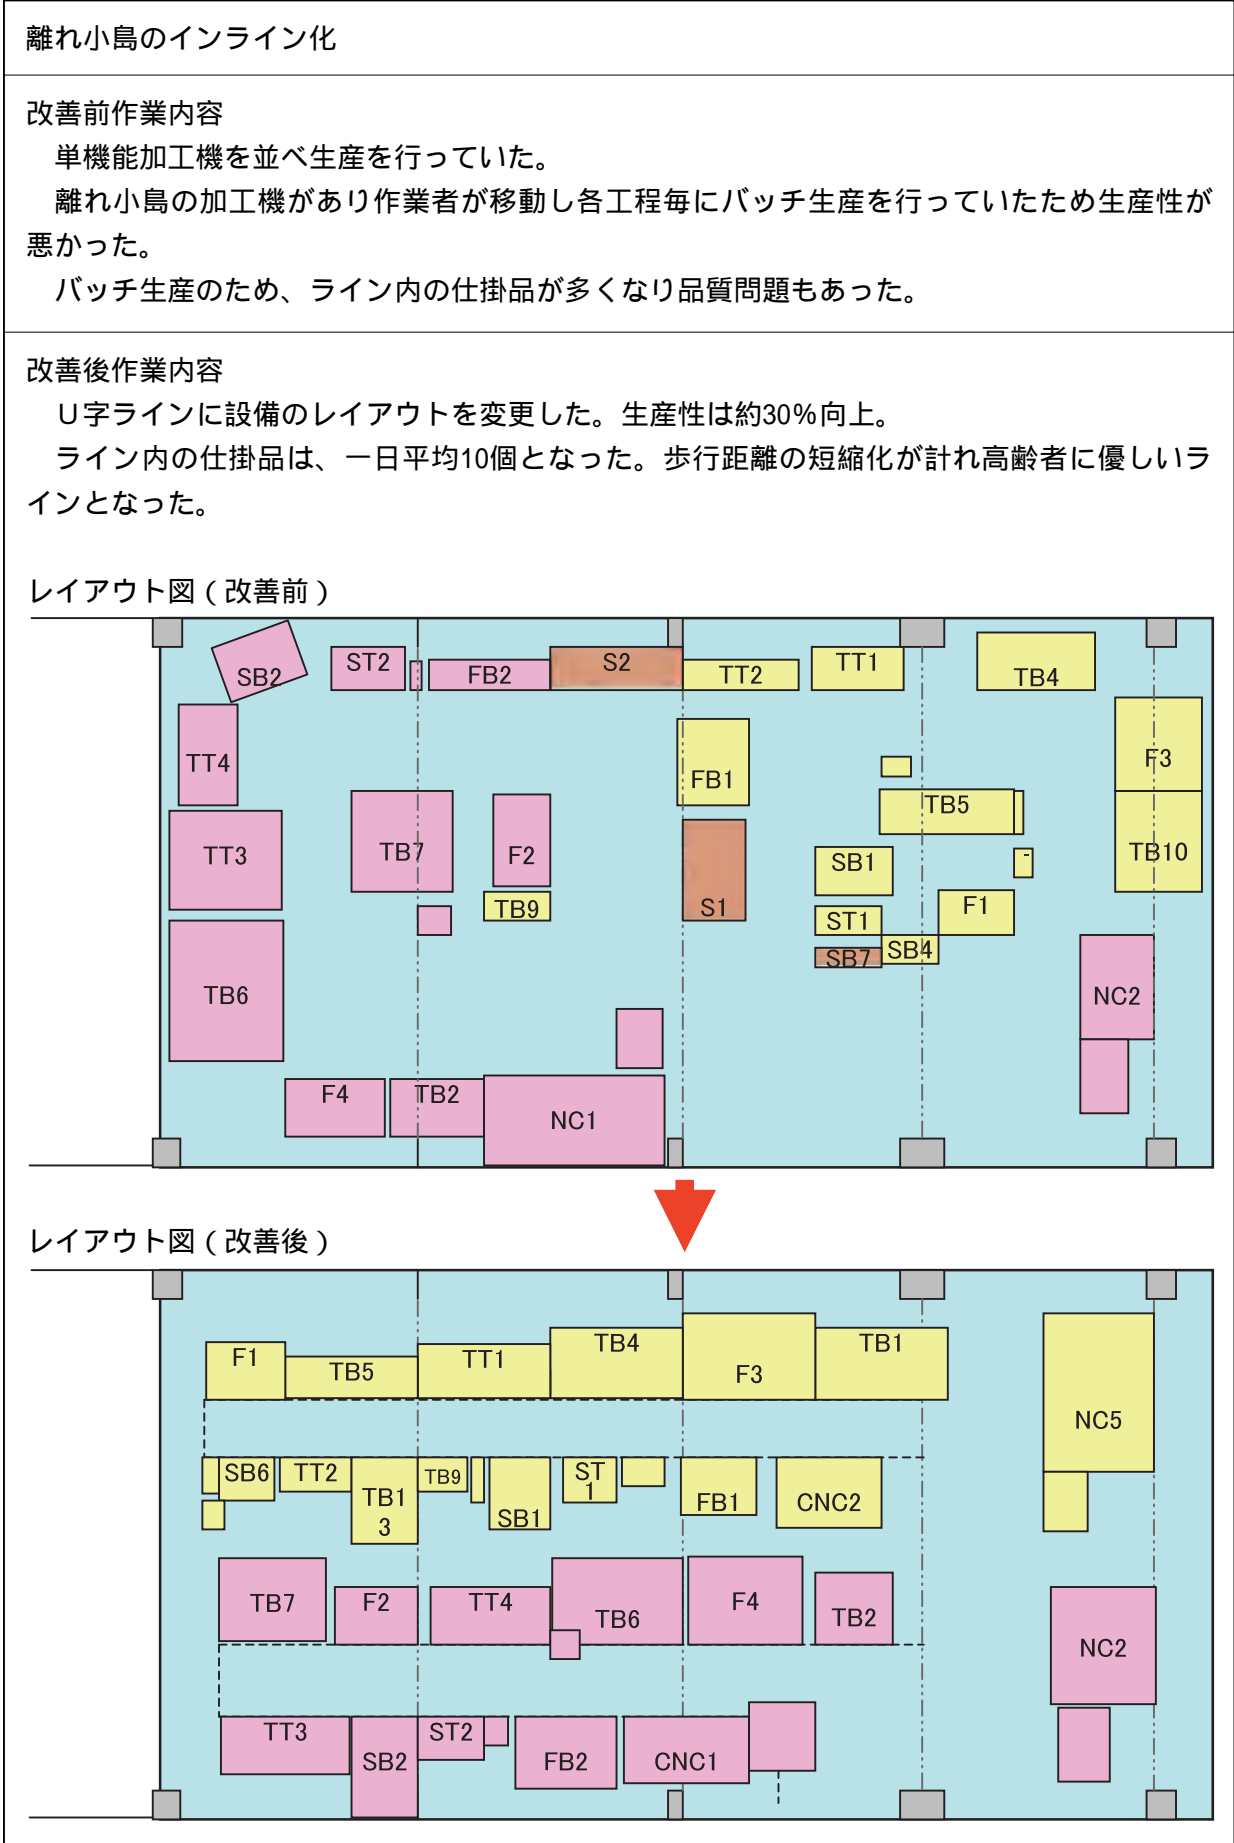 離れ小島のインライン化
改善前作業内容
単機能加工機を並べ生産を行っていた。
離れ小島の加工機があり作業者が移動し各工程毎にバッチ生産を行っていたため生産性が
悪かった。
バッチ生産のため、ライン内の仕掛品が多くなり品質問題もあった。
改善後作業内容
U字ラインに設備のレイアウトを変更した。生産性は約30%向上。
ライン内の仕掛品は、一日平均10個となった。歩行距離の短縮化が計れ高齢者に優しいラ
インとなった。
レイアウト図(改善前)
SB2
ST2
FB2
S2
TT2
TT1
TB4
TT4
FB1
F3
TT3
TB7
F2
TB5
TB10
SB1
TB9
S1
ST1
F1
SB7
SB4
TB6
NC2
F4
TB2
NC1
レイアウト図(改善後)
F1
TB5
TT1
TB4
F3
TB1
NC5
SB6
TT2
TB1
3
TB9
SB1
ST
1
FB1
CNC2
TB7
F2
TT4
TB6
F4
TB2
NC2
TT3
SB2
ST2
FB2
CNC1